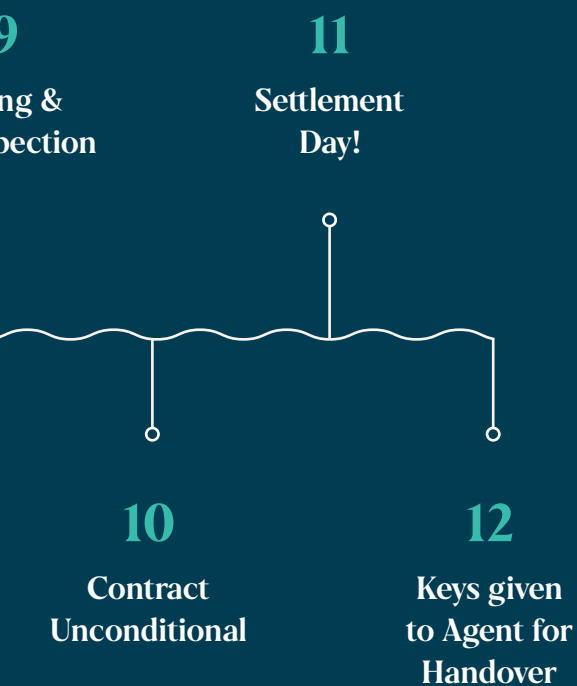 9
ng &
pection
10
Contract
Unconditional
11
Settlement
Day!
12
Keys given
to Agent for
Handover